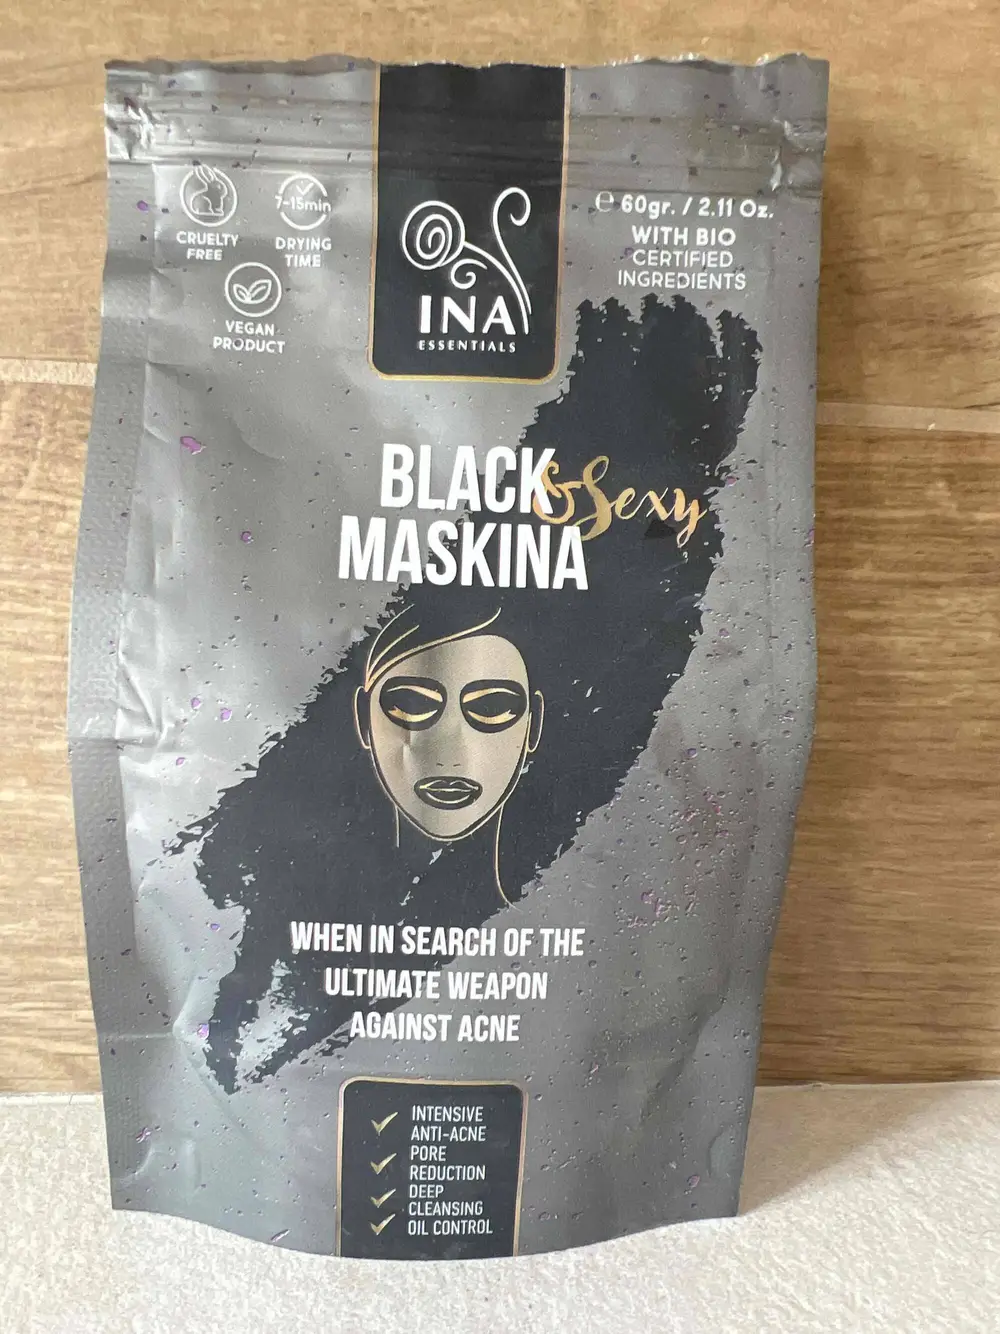 CRUELTY
FREE
7-15min
DRYING
TIME
VEGAN
PRODUCT
INA
ESSENTIALS
℮ 60gr. / 2.11 Oz.
WITH BIO
CERTIFIED
INGREDIENTS
BLACK & Sexy
MASKINA
WHEN IN SEARCH OF THE
ULTIMATE WEAPON
AGAINST ACNE
INTENSIVE
ANTI-ACNE
PORE
REDUCTION
DEEP
CLEANSING
OIL CONTROL